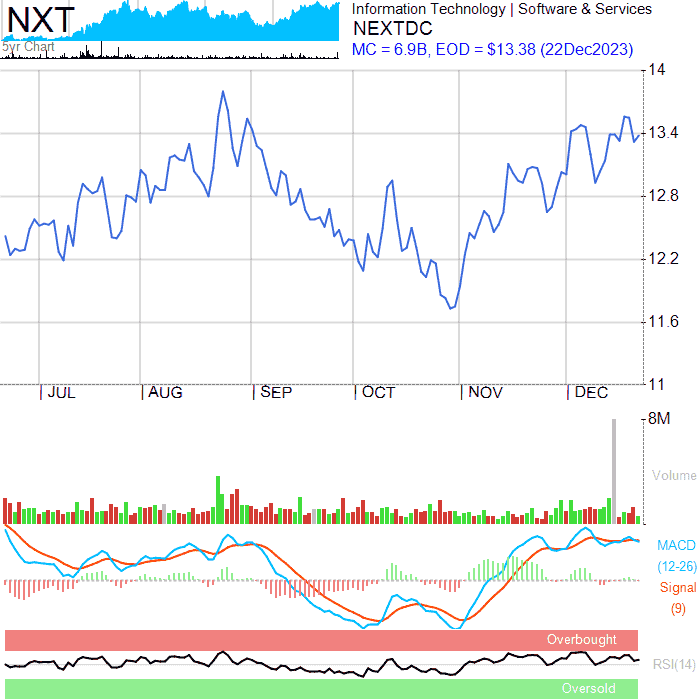 NXT
5yr Chart
Information Technology | Software & Services
NEXTDC
MC = 6.9B, EOD = $13.38 (22Dec2023)
14
13.4
12.8
12.2
11.6
11
JUL AUG SEP OCT NOV DEC
8M
Volume
MACD
(12-26)
Signal
(9)
Overbought
RSI(14)
Oversold